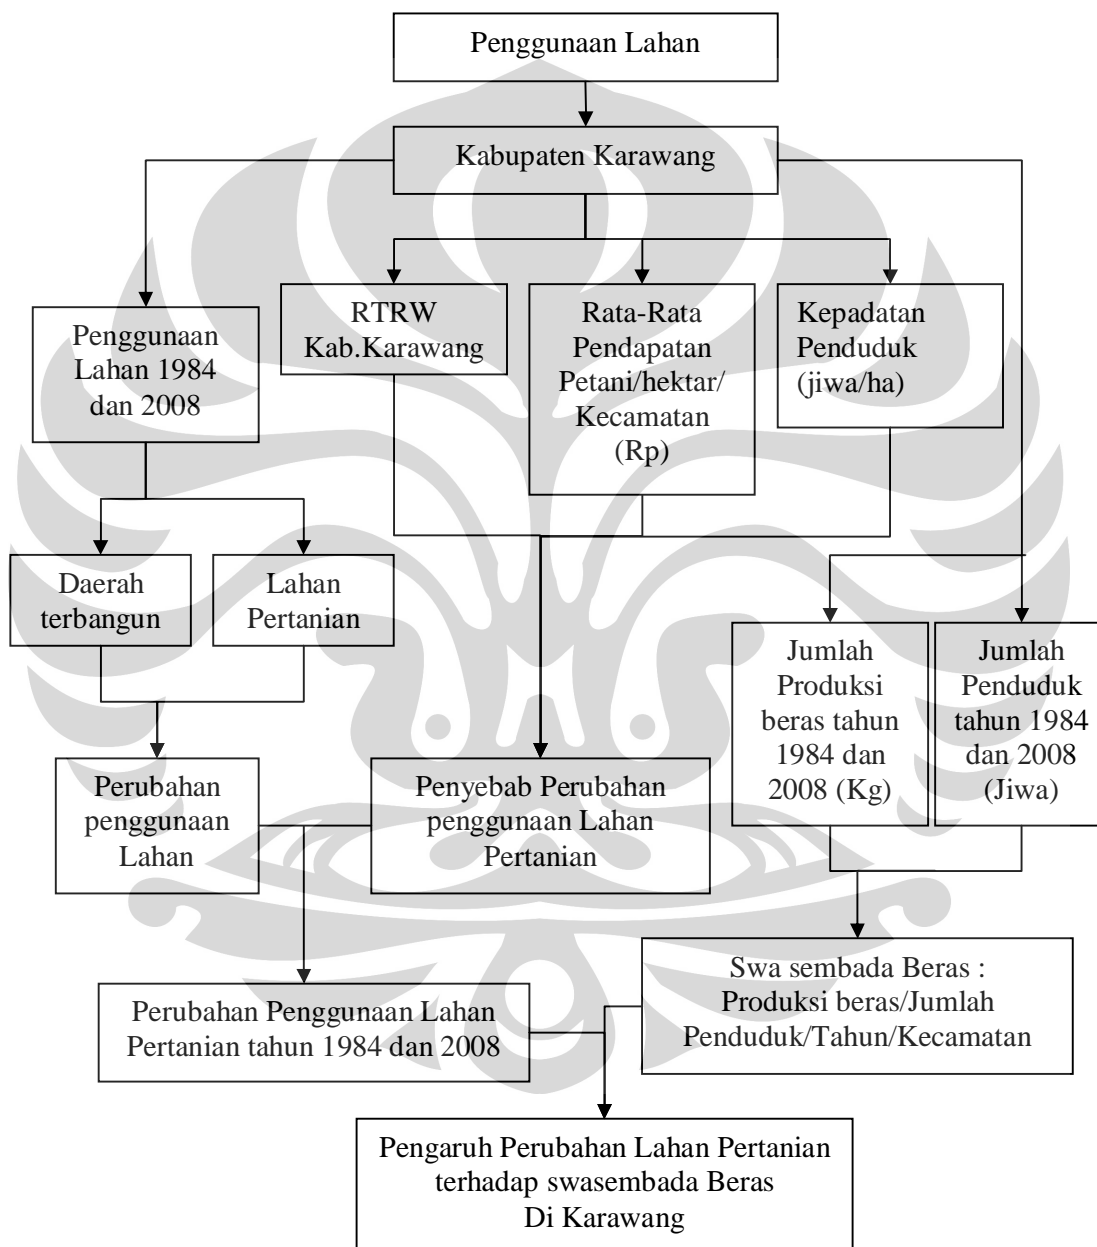 Penggunaan Lahan
Kabupaten Karawang
Penggunaan
Lahan 1984
dan 2008
RTRW
Kab.Karawang
Rata-Rata
Pendapatan
Petani/hektar/
Kecamatan
(Rp)
Kepadatan
Penduduk
(jiwa/ha)
Daerah
terbangun
Lahan
Pertanian
Jumlah
Produksi
beras tahun
1984 dan
2008 (Kg)
Jumlah
Penduduk
tahun 1984
dan 2008
(Jiwa)
Perubahan
penggunaan
Lahan
Penyebab Perubahan
penggunaan Lahan
Pertanian
Swa sembada Beras :
Produksi beras/Jumlah
Penduduk/Tahun/Kecamatan
Perubahan Penggunaan Lahan
Pertanian tahun 1984 dan 2008
Pengaruh Perubahan Lahan Pertanian
terhadap swasembada Beras
Di Karawang